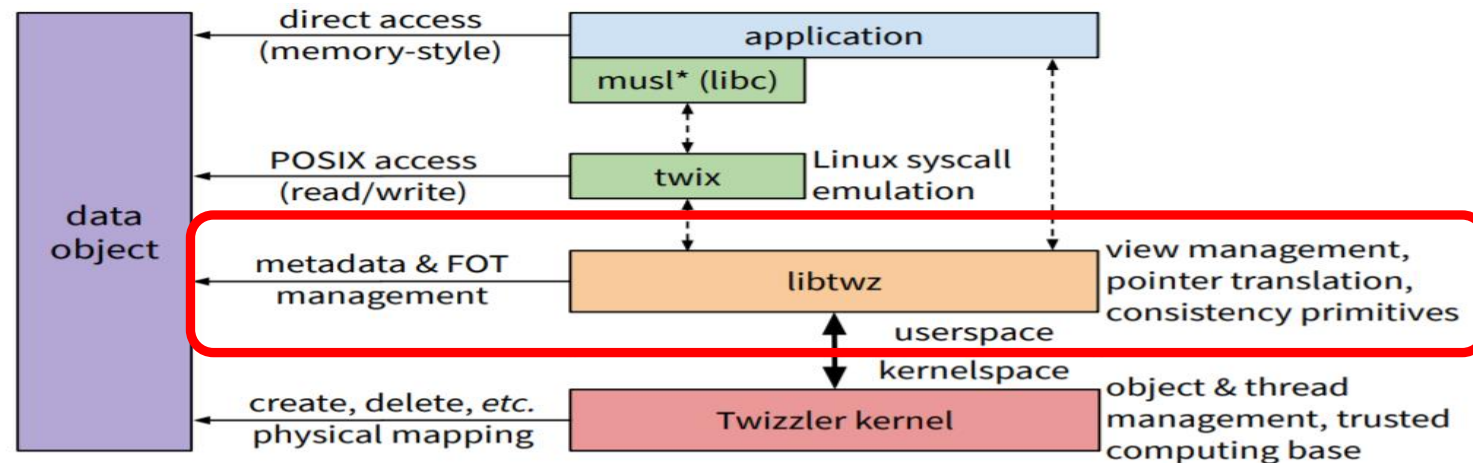 direct access
(memory-style)
application
musl* (libc)
POSIX access
(read/write)
twix
Linux syscall
emulation
data
object
metadata & FOT
management
libtwz
view management,
pointer translation,
consistency primitives
userspace
kernelspace
create, delete, etc.
physical mapping
Twizzler kernel
object & thread
management, trusted
computing base